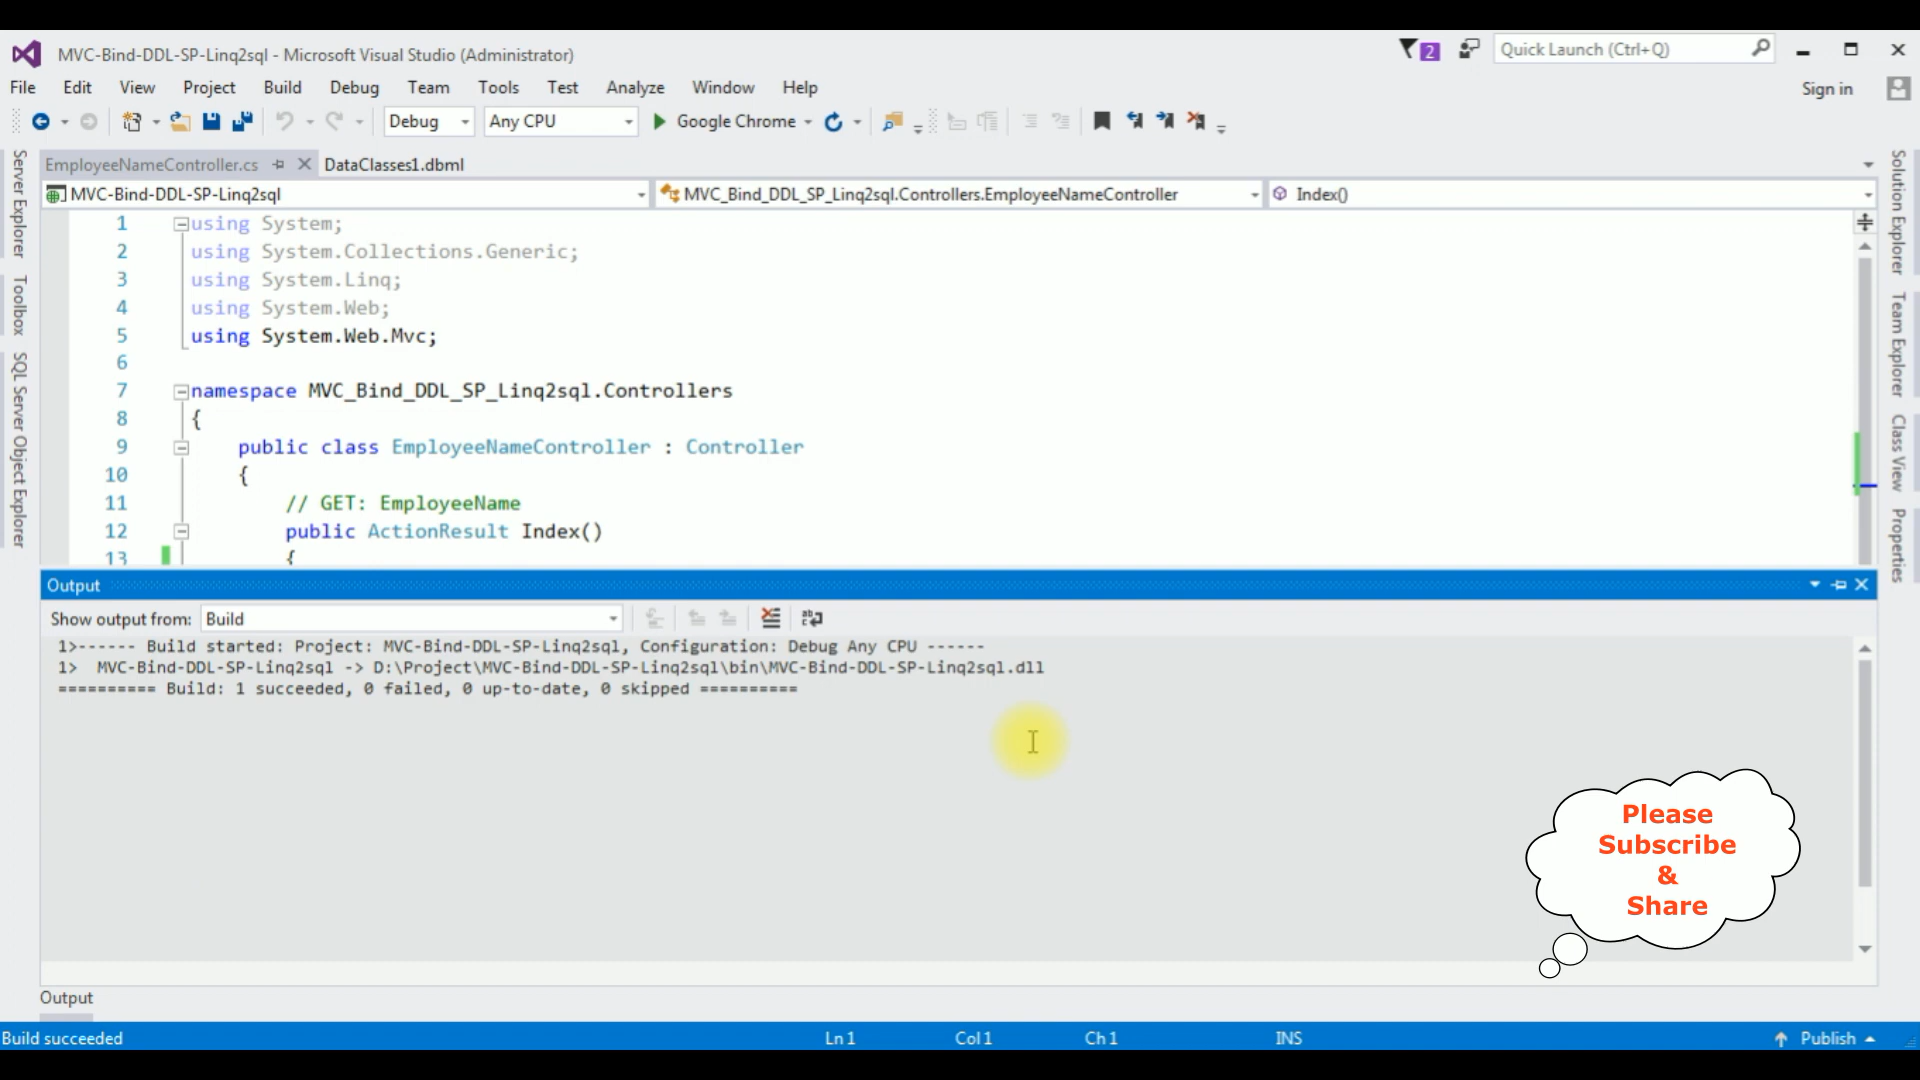 MVC-Bind-DDL-SP-Linq2sql - Microsoft Visual Studio (Administrator)
2
Quick Launch (Ctrl+Q)
File Edit View Project Build Debug Team Tools Test Analyze Window Help
Sign in
Debug Any CPU Google Chrome
EmployeeNameController.cs DataClasses1.dbml
MVC-Bind-DDL-SP-Linq2sql MVC_Bind_DDL_SP_Linq2sql.Controllers.EmployeeNameController Index()
Server Explorer
Toolbox
SQL Server Object Explorer
1 using System;
2 using System.Collections.Generic;
3 using System.Linq;
4 using System.Web;
5 using System.Web.Mvc;
6
7 namespace MVC_Bind_DDL_SP_Linq2sql.Controllers
8 {
9 public class EmployeeNameController : Controller
10 {
11 // GET: EmployeeName
12 public ActionResult Index()
13 {
Solution Explorer
Team Explorer
Class View
Properties
Output
Show output from: Build
1>------ Build started: Project: MVC-Bind-DDL-SP-Linq2sql, Configuration: Debug Any CPU ------
1> MVC-Bind-DDL-SP-Linq2sql -> D:\Project\MVC-Bind-DDL-SP-Linq2sql\bin\MVC-Bind-DDL-SP-Linq2sql.dll
========== Build: 1 succeeded, 0 failed, 0 up-to-date, 0 skipped ==========
Please
Subscribe
&
Share
Output
Build succeeded Ln 1 Col 1 Ch 1 INS Publish